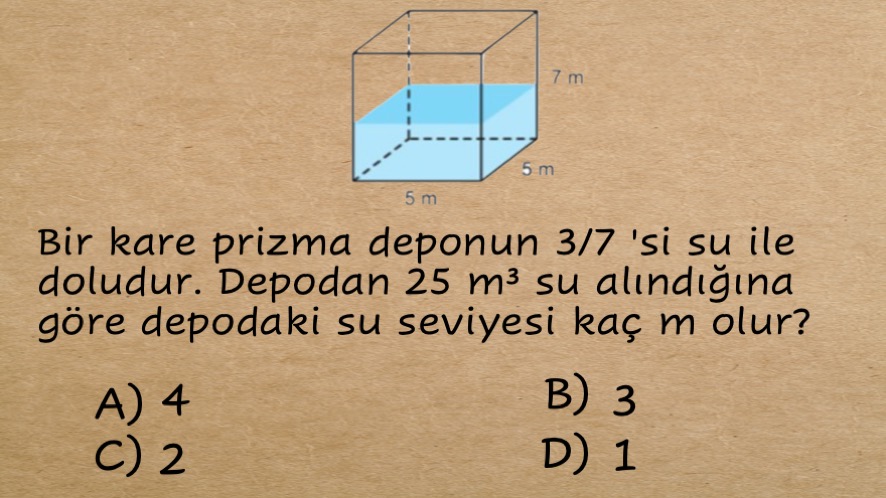 7 m
5 m
5 m
Bir kare prizma deponun 3/7 'si su ile
doludur. Depodan 25 m³ su alındığına
göre depodaki su seviyesi kaç m olur?
A) 4
B) 3
C) 2
D) 1